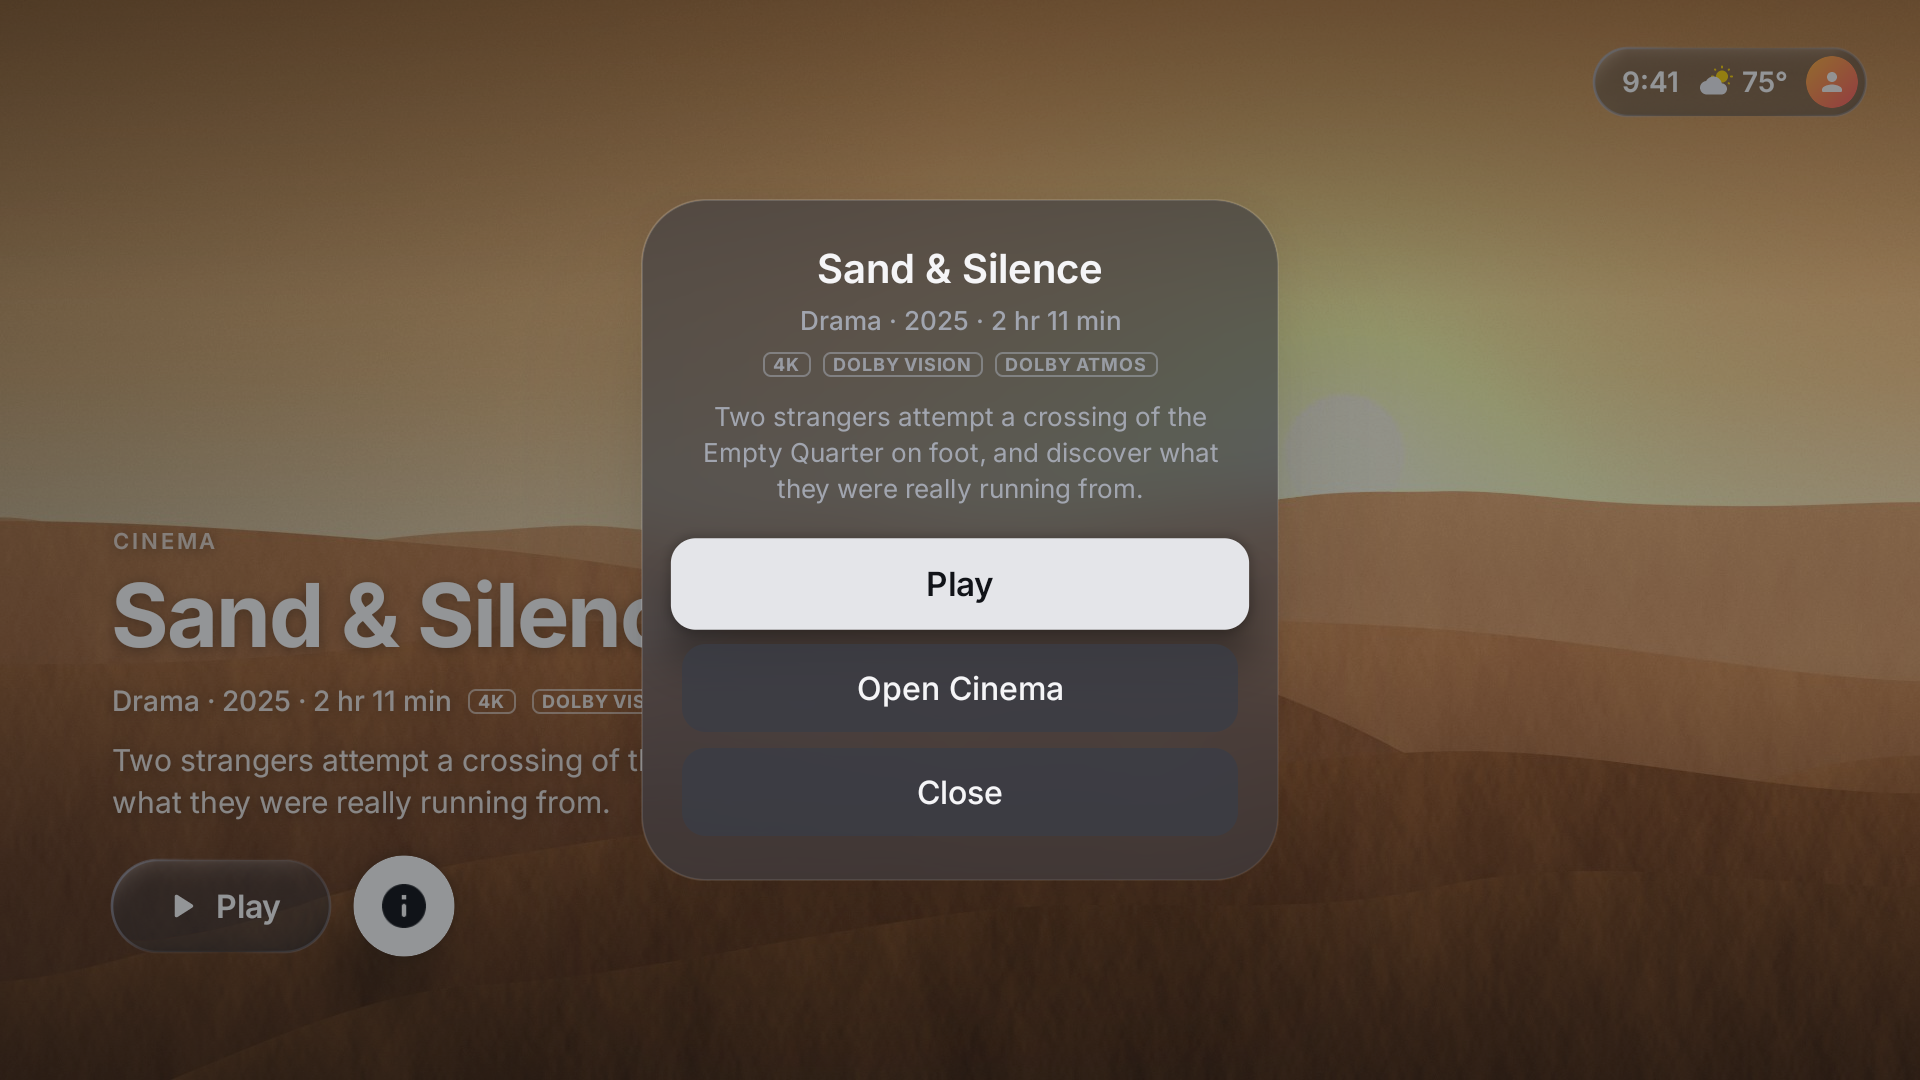 9:41 75°
Sand & Silence
Drama · 2025 · 2 hr 11 min
4K DOLBY VISION DOLBY ATMOS
Two strangers attempt a crossing of the
Empty Quarter on foot, and discover what
they were really running from.
Play
Open Cinema
Close
CINEMA
Sand & Silenc
Drama · 2025 · 2 hr 11 min 4K DOLBY VIS
Two strangers attempt a crossing of
what they were really running from.
Play